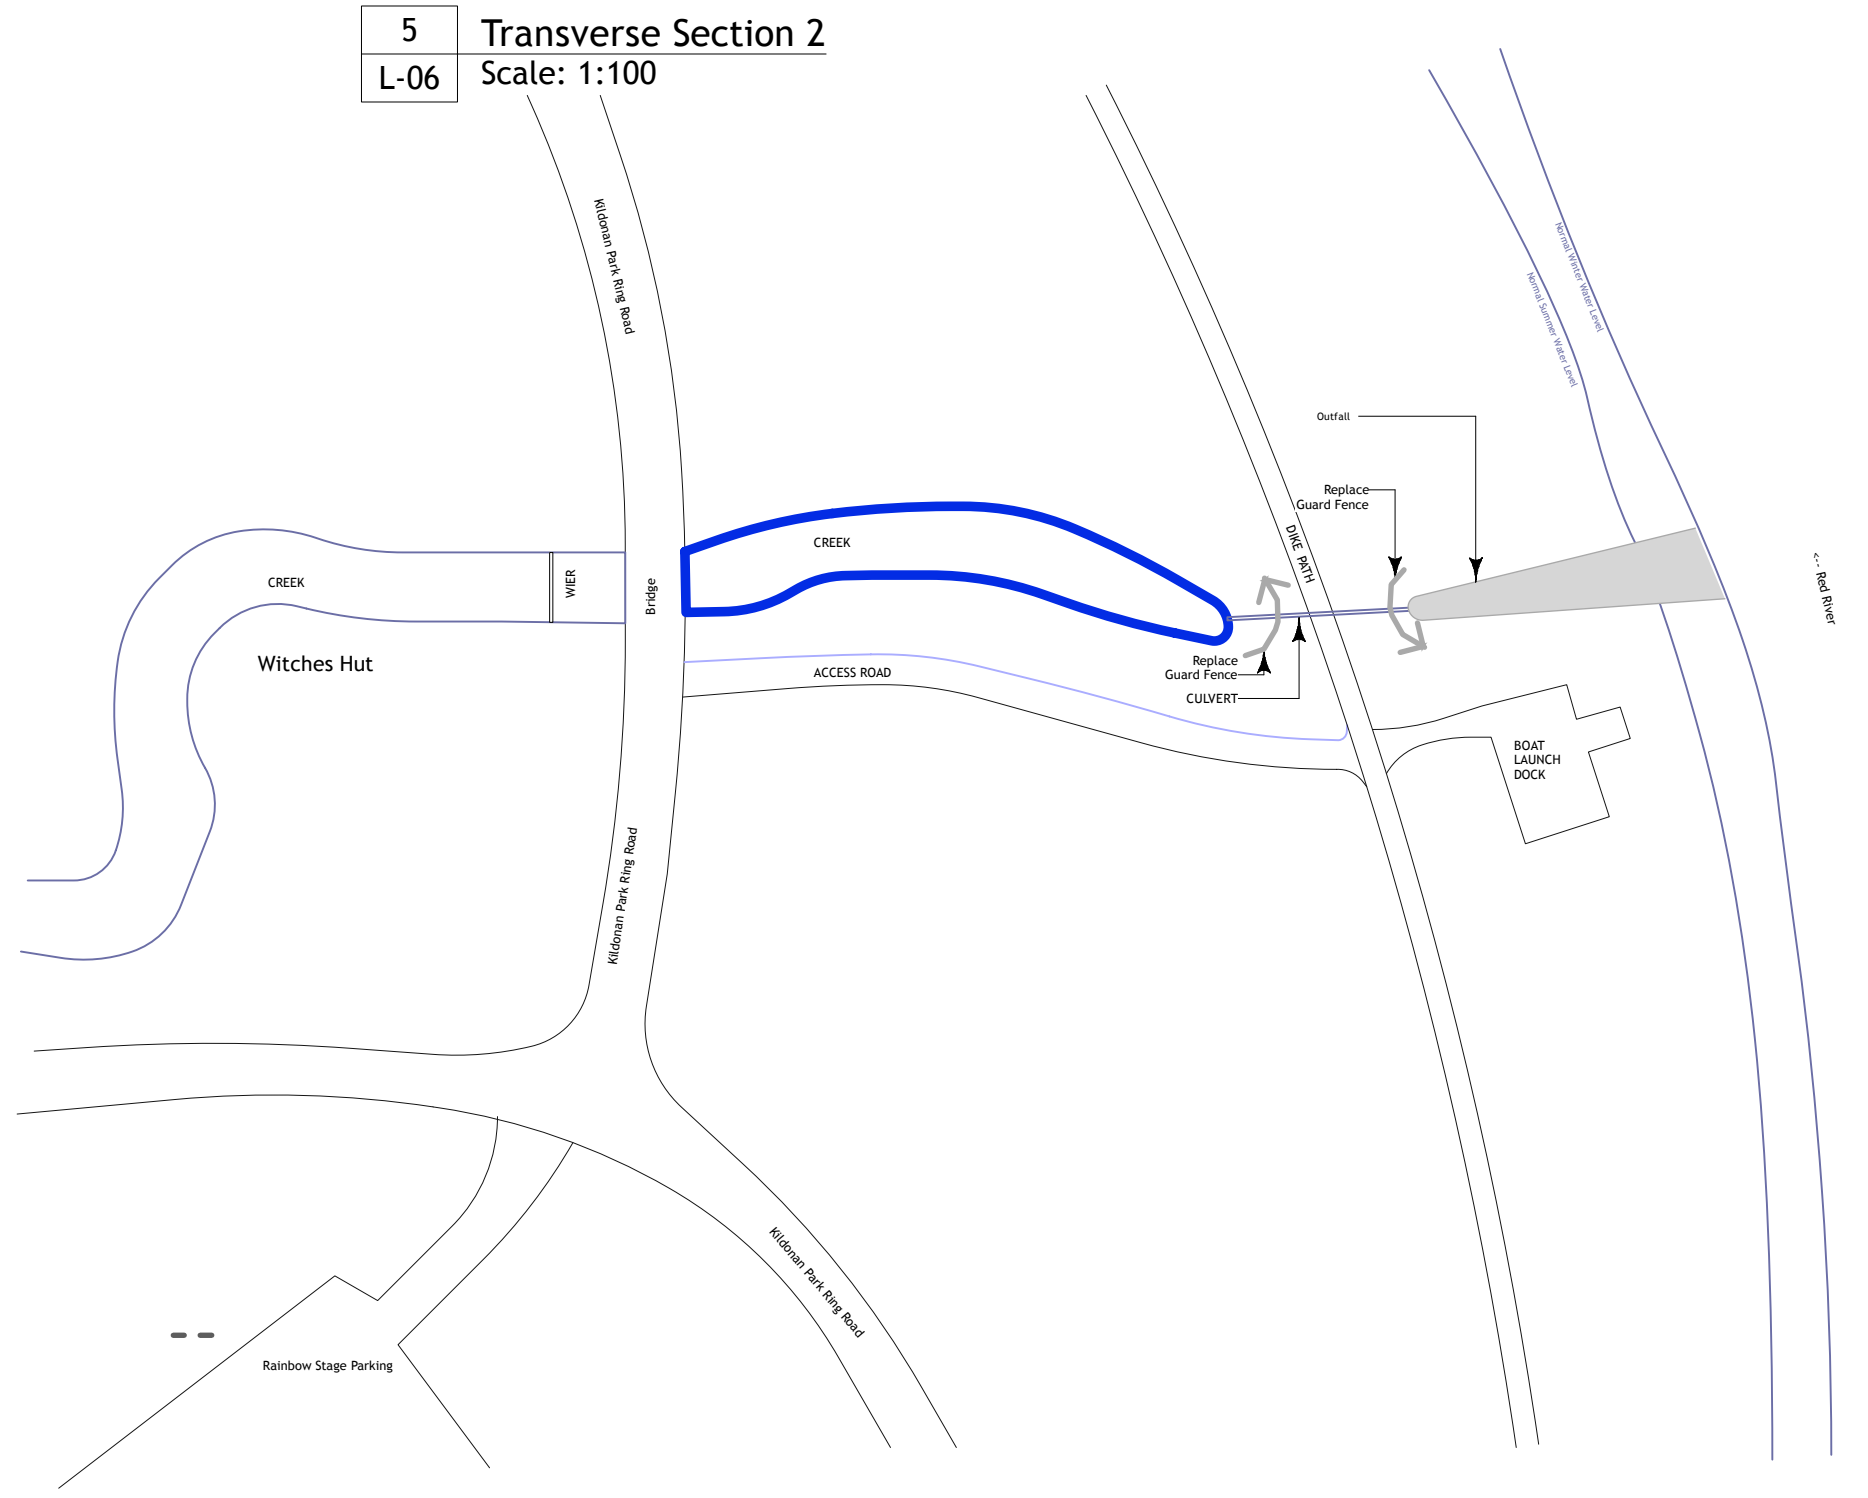 5
Transverse Section 2
L-06
Scale: 1:100
Kildonan Park Ring Road
Normal Winter Water Level
Normal Summer Water Level
Outfall
Replace
Guard Fence
DIKE PATH
CREEK
CREEK
WIER
Bridge
<-- Red River
Witches Hut
ACCESS ROAD
Replace
Guard Fence
CULVERT
BOAT
LAUNCH
DOCK
Kildonan Park Ring Road
Kildonan Park Ring Road
Rainbow Stage Parking